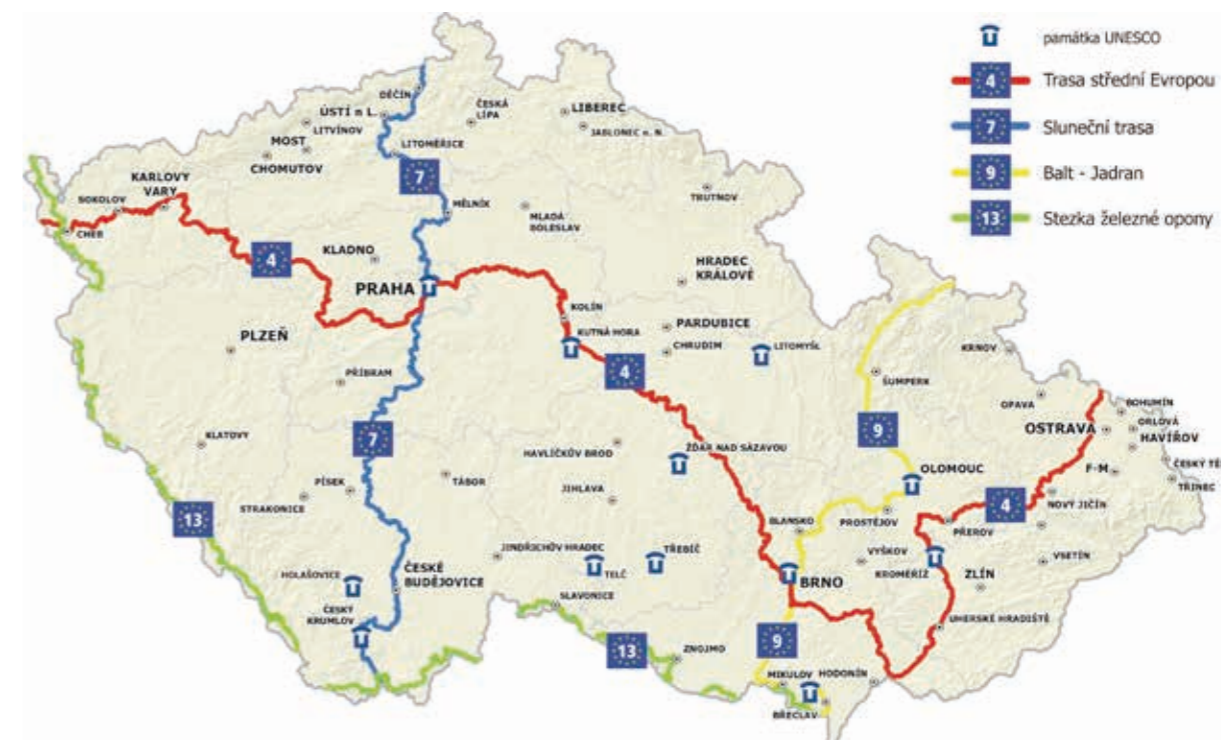 památka UNESCO
4 Trasa střední Evropou
7 Sluneční trasa
9 Balt - Jadran
13 Stezka železné opony
DĚČÍN
ÚSTÍ n L.
ČESKÁ
LÍPA
LIBEREC
JABLONEC n. N.
LITVÍNOV
MOST
CHOMUTOV
LITOMĚŘICE
7
KARLOVY
VARY
SOKOLOV
CHEB
MĚLNÍK
MLADÁ
BOLESLAV
TRUTNOV
4
KLADNO
PRAHA
HRADEC
KRÁLOVÉ
KOLÍN
KUTNÁ HORA
PARDUBICE
CHRUDIM
LITOMYŠL
PLZEŇ
PŘÍBRAM
4
KRNOV
ŠUMPERK
OPAVA
BOHUMÍN
ORLOVÁ
OSTRAVA
HAVÍŘOV
ČESKÝ TĚ
F-M
TŘINEC
7
9
KLATOVY
HAVLÍČKŮV BROD
ŽĎAR NAD SÁZAVOU
OLOMOUC
PÍSEK
STRAKONICE
TÁBOR
JIHLAVA
4
NOVÝ JIČÍN
13
BLANSKO
PROSTĚJOV
PŘEROV
VYŠKOV
KROMĚŘÍŽ
VSETÍN
ZLÍN
JINDŘICHŮV HRADEC
TŘEBÍČ
TELČ
HOLAŠOVICE
ČESKÉ
BUDĚJOVICE
BRNO
SLAVONICE
ČESKÝ
KRUMLOV
UHERSKÉ HRADIŠTĚ
13
ZNOJMO
9
MIKULOV
HODONÍN
BŘECLAV